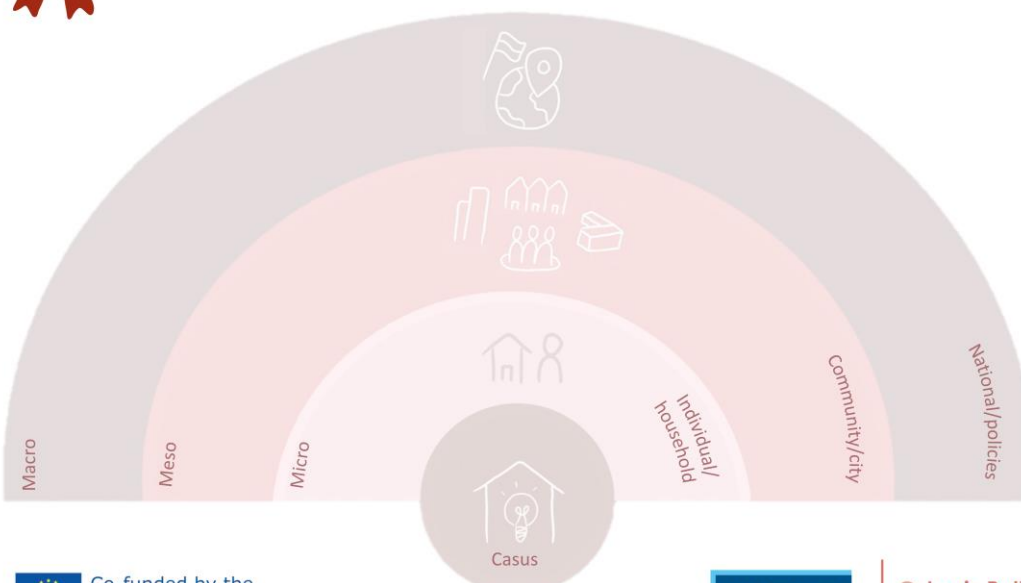 Macro
Meso
Micro
Individual/
household
Community/city
National/policies
Casus
Co-funded by the